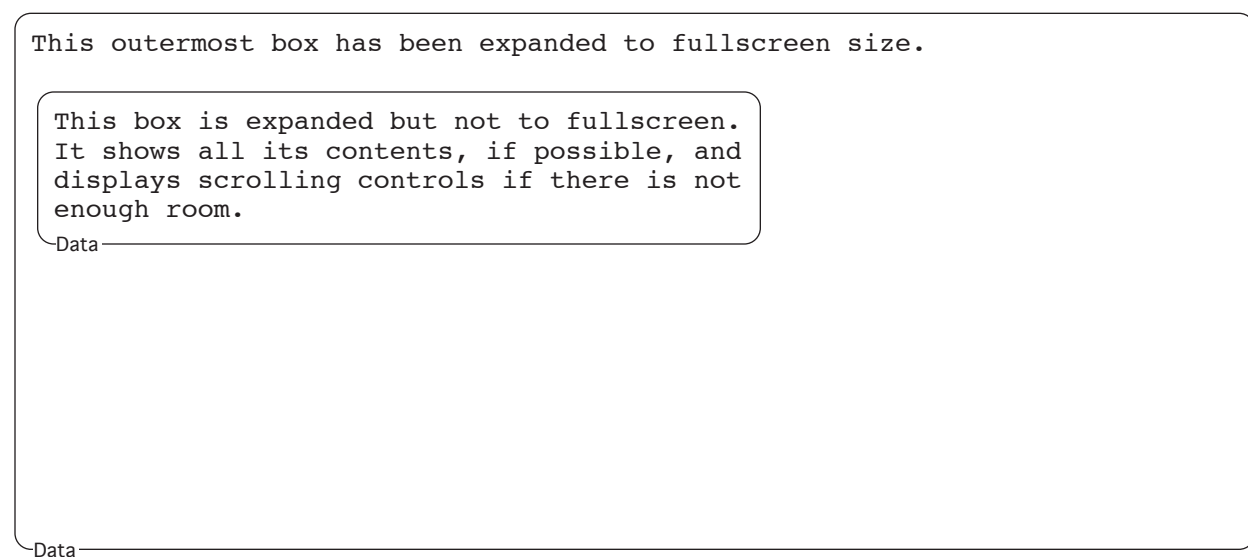 This outermost box has been expanded to fullscreen size.
This box is expanded but not to fullscreen.
It shows all its contents, if possible, and
displays scrolling controls if there is not
enough room.
Data
Data